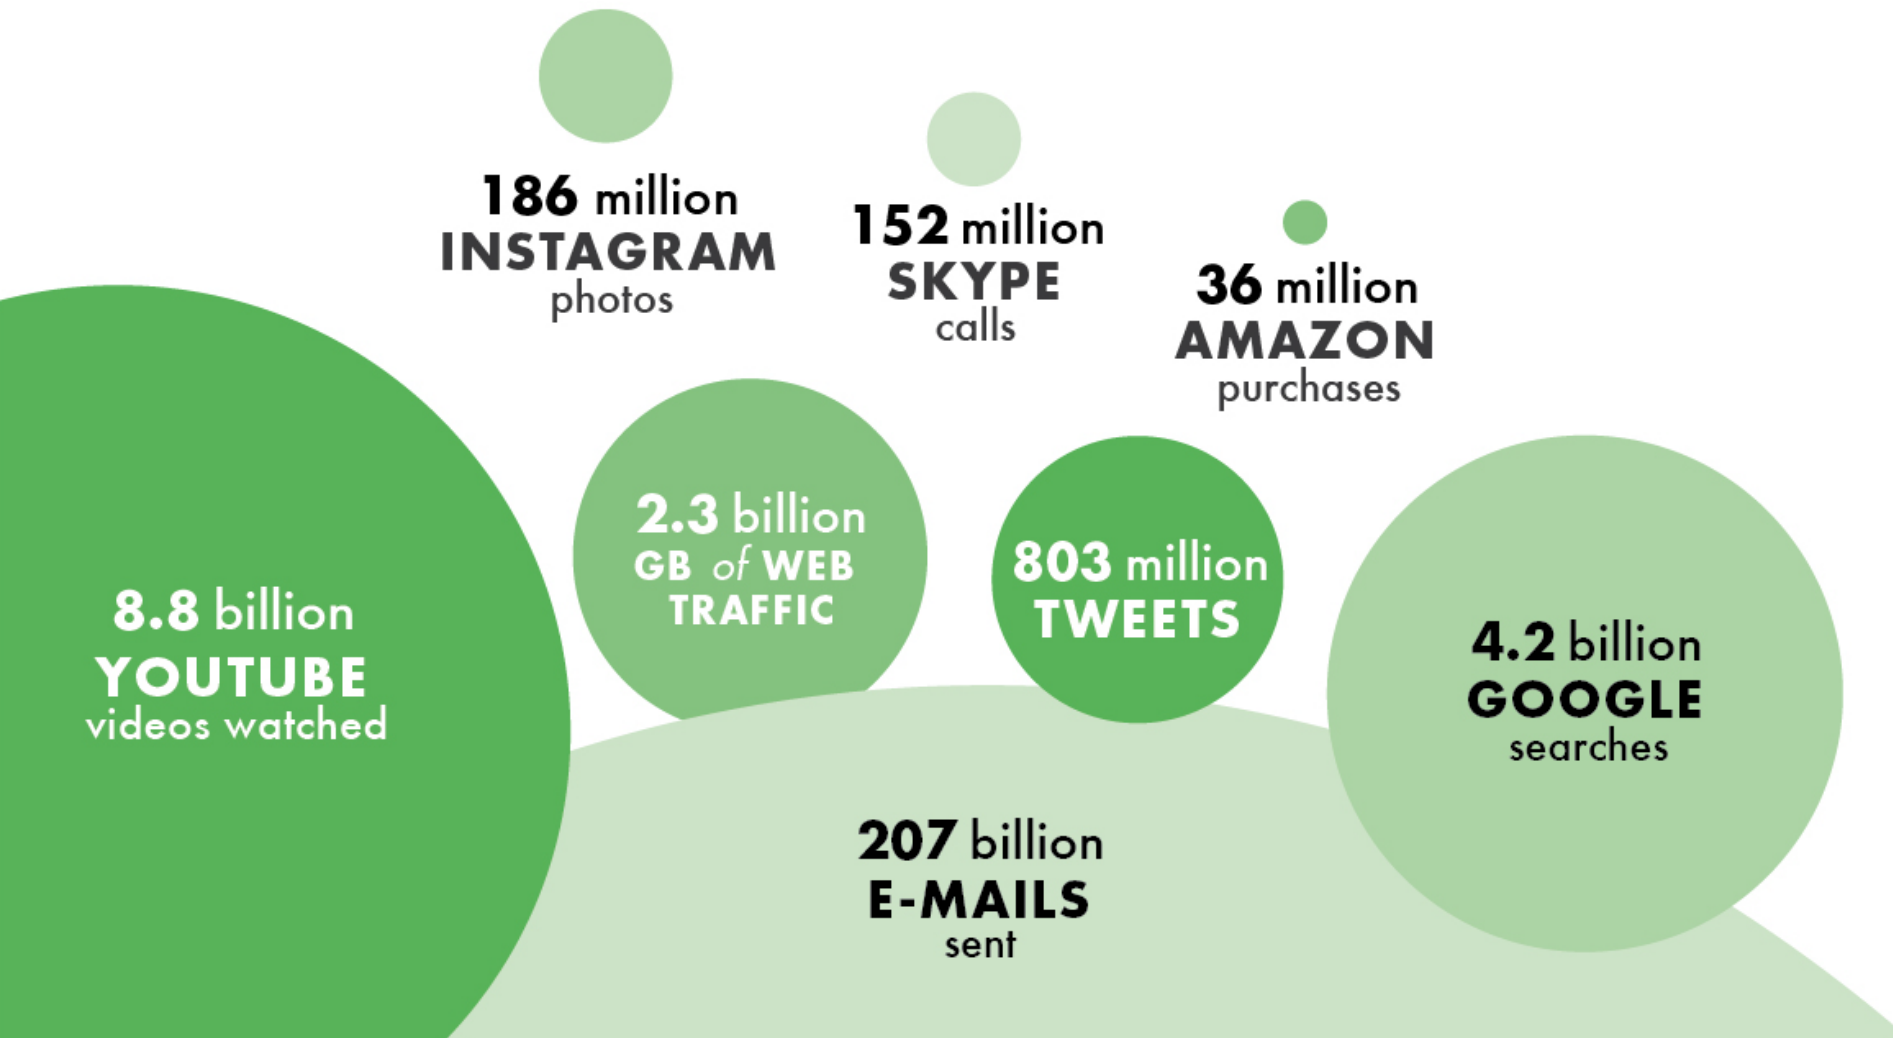 186 million
INSTAGRAM
photos
152 million
SKYPE
calls
36 million
AMAZON
purchases
8.8 billion
YOUTUBE
videos watched
2.3 billion
GB of WEB
TRAFFIC
803 million
TWEETS
4.2 billion
GOOGLE
searches
207 billion
E-MAILS
sent